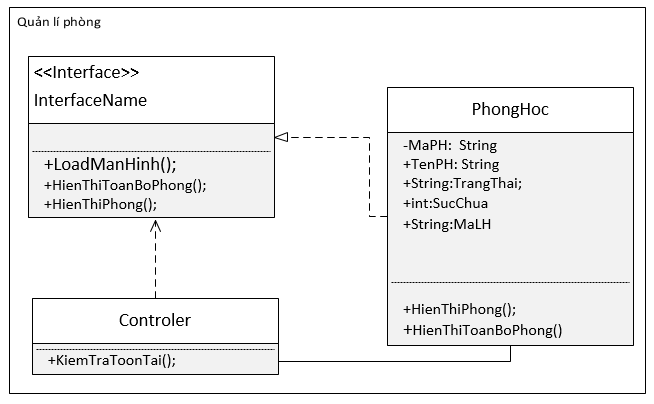 Quản lí phòng
<<Interface>>
InterfaceName
+LoadManHinh();
+HienThiToanBoPhong();
+HienThiPhong();
PhongHoc
-MaPH: String
+TenPH: String
+String:TrangThai;
+int:SucChua
+String:MaLH
+HienThiPhong();
+HienThiToanBoPhong()
Controler
+KiemTraToonTai();